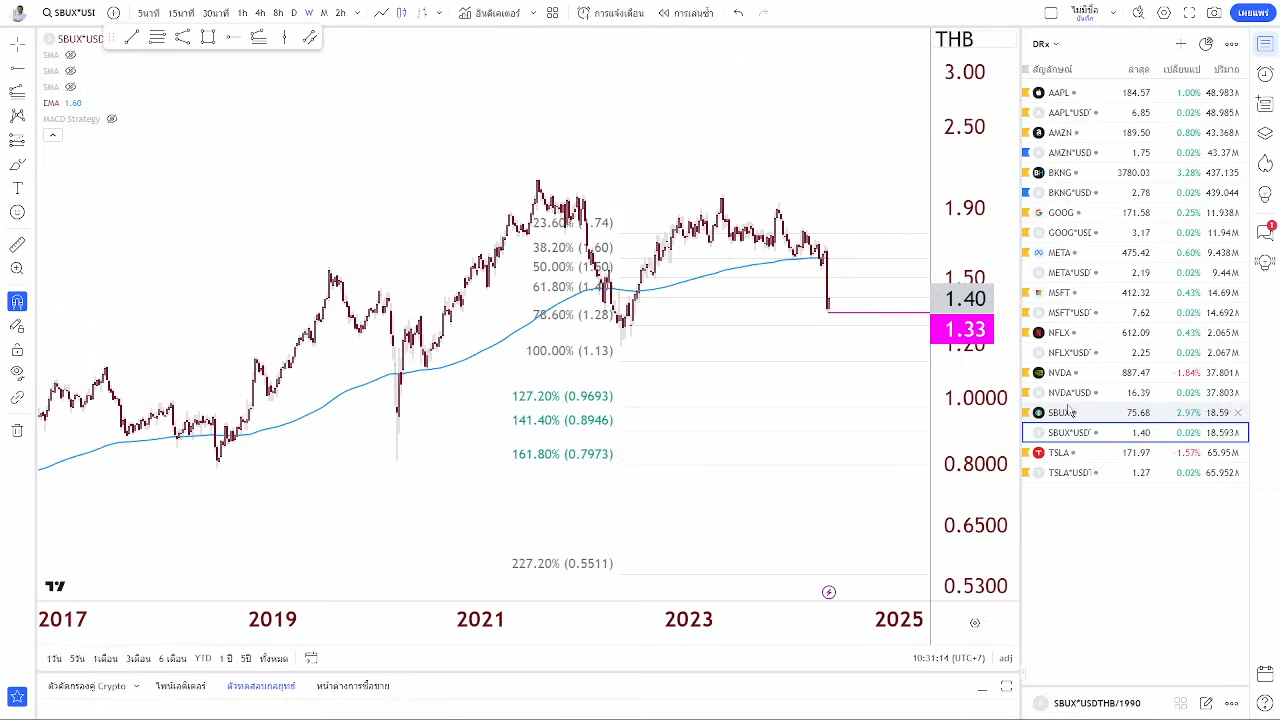 SBUX*USI 5นาที 15นาที 30นาที 1h 4h 8h D W M 2h อินดิเคเตอร์ การแจ้งเตือน การเล่นซ้ำ ไม่มีชื่อ บันทึก เผยแพร่
SBUX*USD
SMA
SMA
SMA
EMA 1.60
MACD Strategy
THB
3.00
2.50
1.90
1.50
1.40
1.33
1.20
1.0000
0.8000
0.6500
0.5300
38.20% (1.60)
78.60% (1.28)
100.00% (1.13)
127.20% (0.9693)
141.40% (0.8946)
161.80% (0.7973)
227.20% (0.5511)
2017 2019 2021 2023 2025
1วัน 5วัน 1เดือน 3เดือน 6 เดือน YTD 1 ปี 5ปี ทั้งหมด 10:31:14 (UTC+7) adj
ตัวคัดกรองคู่ Crypto ไพน์เอดิเตอร์ ตัวทดสอบกลยุทธ์ หน้าต่างการซื้อขาย
DRx
สัญลักษณ์ ล่าสุด เปลี่ยนแป ปริมาต
AAPL 184.57 1.00% 48.983M
AAPL*USD 6.85 0.02% 48.985M
AMZN 189.50 0.80% 43.368M
AMZN*USD 1.75 0.02% 43.37M
BKNG 3780.03 3.28% 437.135
BKNG*USD 2.78 0.02% 439.044
GOOG 171.58 0.25% 11.938M
GOOG*USD 3.17 0.02% 11.94M
META 475.42 0.60% 9.438M
META*USD 2.19 0.02% 9.44M
MSFT 412.32 0.43% 14.69M
MSFT*USD 7.62 0.02% 14.692M
NFLX 612.09 0.43% 2.065M
NFLX*USD 2.25 0.02% 2.067M
NVDA 887.47 −1.84% 37.801M
NVDA*USD 16.39 0.02% 37.803M
SBUX 75.68 2.97% 18.59
SBUX*USD 1.40 0.02% 18.593M
TSLA 171.97 −1.57% 65.95M
TSLA*USD 1.27 0.02% 65.952M
SBUX*USDTHB/1990